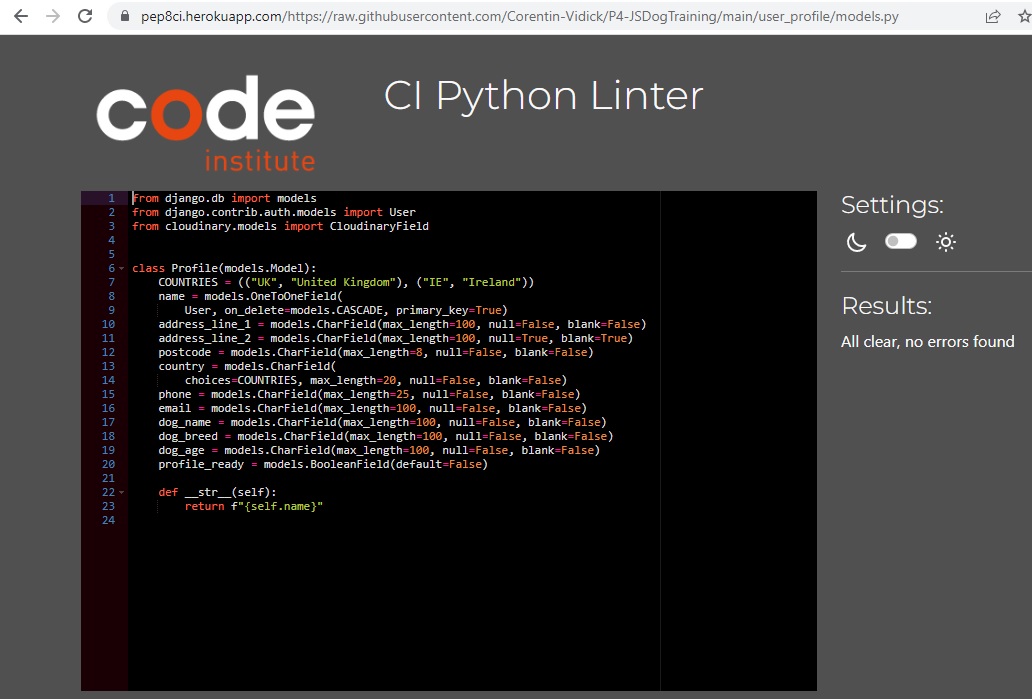 pep8ci.herokuapp.com/https://raw.githubusercontent.com/Corentin-Vidick/P4-JSDogTraining/main/user_profile/models.py
code
institute
CI Python Linter
1 from django.db import models
2 from django.contrib.auth.models import User
3 from cloudinary.models import CloudinaryField
4
5
6 class Profile(models.Model):
7     COUNTRIES = (("UK", "United Kingdom"), ("IE", "Ireland"))
8     name = models.OneToOneField(
9         User, on_delete=models.CASCADE, primary_key=True)
10     address_line_1 = models.CharField(max_length=100, null=False, blank=False)
11     address_line_2 = models.CharField(max_length=100, null=True, blank=True)
12     postcode = models.CharField(max_length=8, null=False, blank=False)
13     country = models.CharField(
14         choices=COUNTRIES, max_length=20, null=False, blank=False)
15     phone = models.CharField(max_length=25, null=False, blank=False)
16     email = models.CharField(max_length=100, null=False, blank=False)
17     dog_name = models.CharField(max_length=100, null=False, blank=False)
18     dog_breed = models.CharField(max_length=100, null=False, blank=False)
19     dog_age = models.CharField(max_length=100, null=False, blank=False)
20     profile_ready = models.BooleanField(default=False)
21
22     def __str__(self):
23         return f"{self.name}"
24
Settings:
Results:
All clear, no errors found